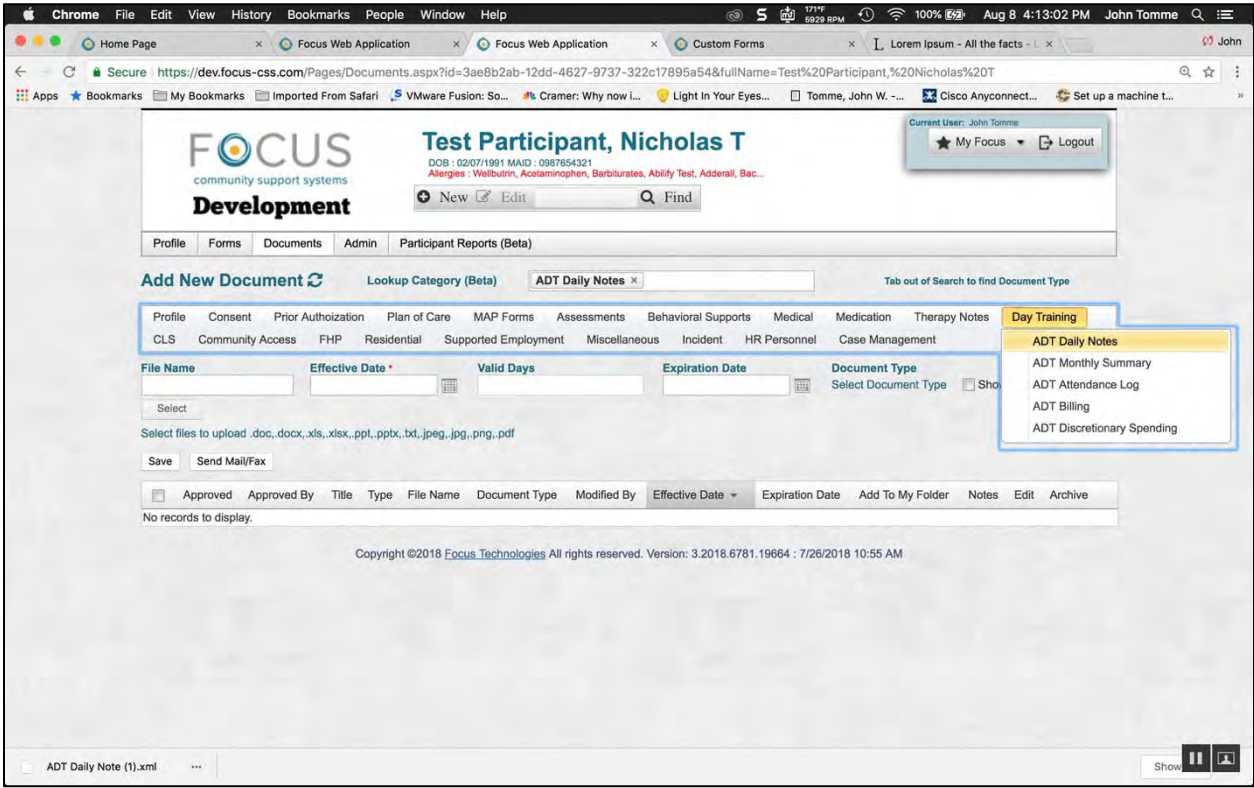 Chrome File Edit View History Bookmarks People Window Help 171°F 5929 RPM 100% Aug 8 4:13:02 PM John Tomme
Home Page × Focus Web Application × Focus Web Application × Custom Forms × Lorem Ipsum - All the facts - × John
Secure https://dev.focus-css.com/Pages/Documents.aspx?id=3ae8b2ab-12dd-4627-9737-322c17895a54&fullName=Test%20Participant,%20Nicholas%20T
Apps Bookmarks My Bookmarks Imported From Safari VMware Fusion: So... Cramer: Why now i... Light In Your Eyes... Tomme, John W. -... Cisco Anyconnect... Set up a machine t... »
Current User: John Tomme
My Focus Logout
FOCUS
community support systems
Development
Test Participant, Nicholas T
DOB : 02/07/1991 MAID : 0987654321
Allergies : Wellbutrin, Acetaminophen, Barbiturates, Abilify Test, Adderall, Bac...
New Edit Find
Profile Forms Documents Admin Participant Reports (Beta)
Add New Document Lookup Category (Beta) ADT Daily Notes × Tab out of Search to find Document Type
Profile Consent Prior Authoization Plan of Care MAP Forms Assessments Behavioral Supports Medical Medication Therapy Notes Day Training
CLS Community Access FHP Residential Supported Employment Miscellaneous Incident HR Personnel Case Management
ADT Daily Notes
ADT Monthly Summary
ADT Attendance Log
ADT Billing
ADT Discretionary Spending
File Name Effective Date * Valid Days Expiration Date Document Type
Select Document Type Sho
Select
Select files to upload .doc,.docx,.xls,.xlsx,.ppt,.pptx,.txt,.jpeg,.jpg,.png,.pdf
Save Send Mail/Fax
Approved Approved By Title Type File Name Document Type Modified By Effective Date Expiration Date Add To My Folder Notes Edit Archive
No records to display.
Copyright ©2018 Focus Technologies All rights reserved. Version: 3.2018.6781.19664 : 7/26/2018 10:55 AM
ADT Daily Note (1).xml ... Show